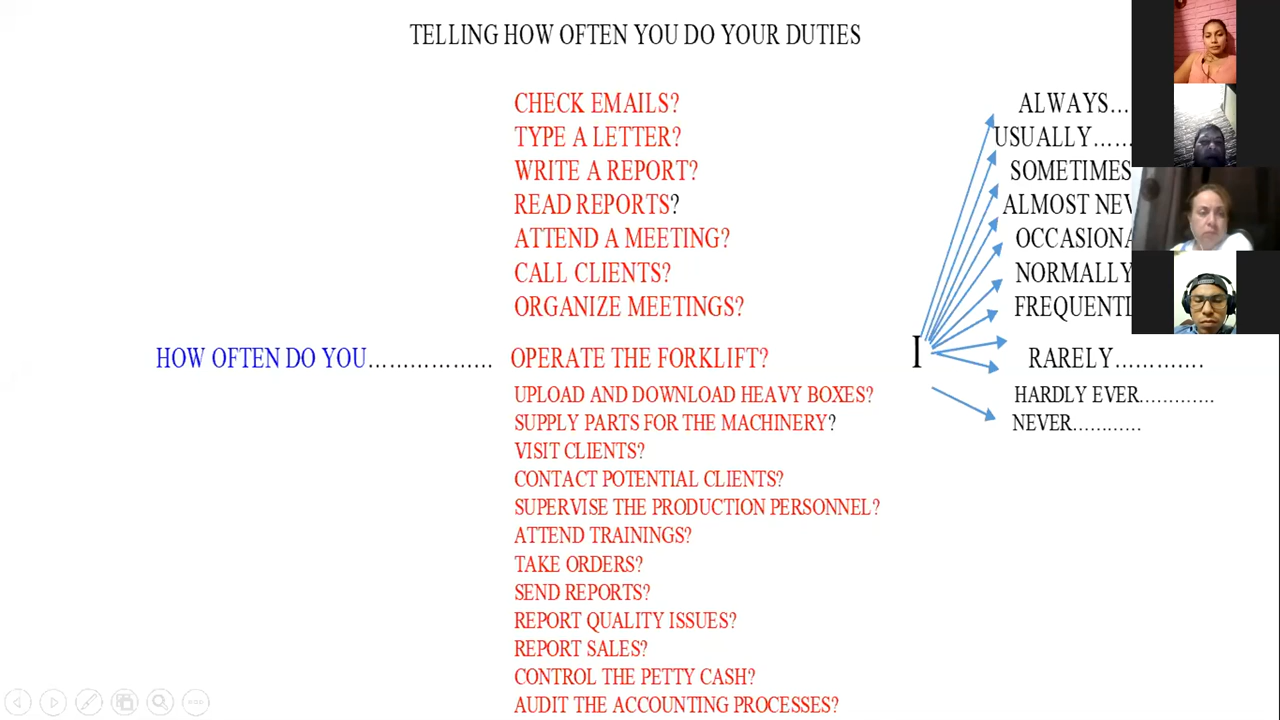 TELLING HOW OFTEN YOU DO YOUR DUTIES
CHECK EMAILS?
TYPE A LETTER?
WRITE A REPORT?
READ REPORTS?
ATTEND A MEETING?
CALL CLIENTS?
ORGANIZE MEETINGS?
HOW OFTEN DO YOU……………… OPERATE THE FORKLIFT?
UPLOAD AND DOWNLOAD HEAVY BOXES?
SUPPLY PARTS FOR THE MACHINERY?
VISIT CLIENTS?
CONTACT POTENTIAL CLIENTS?
SUPERVISE THE PRODUCTION PERSONNEL?
ATTEND TRAININGS?
TAKE ORDERS?
SEND REPORTS?
REPORT QUALITY ISSUES?
REPORT SALES?
CONTROL THE PETTY CASH?
AUDIT THE ACCOUNTING PROCESSES?
I
ALWAYS…
USUALLY……
SOMETIMES
ALMOST
NORMALLY
RARELY………….
HARDLY EVER………….
NEVER…………